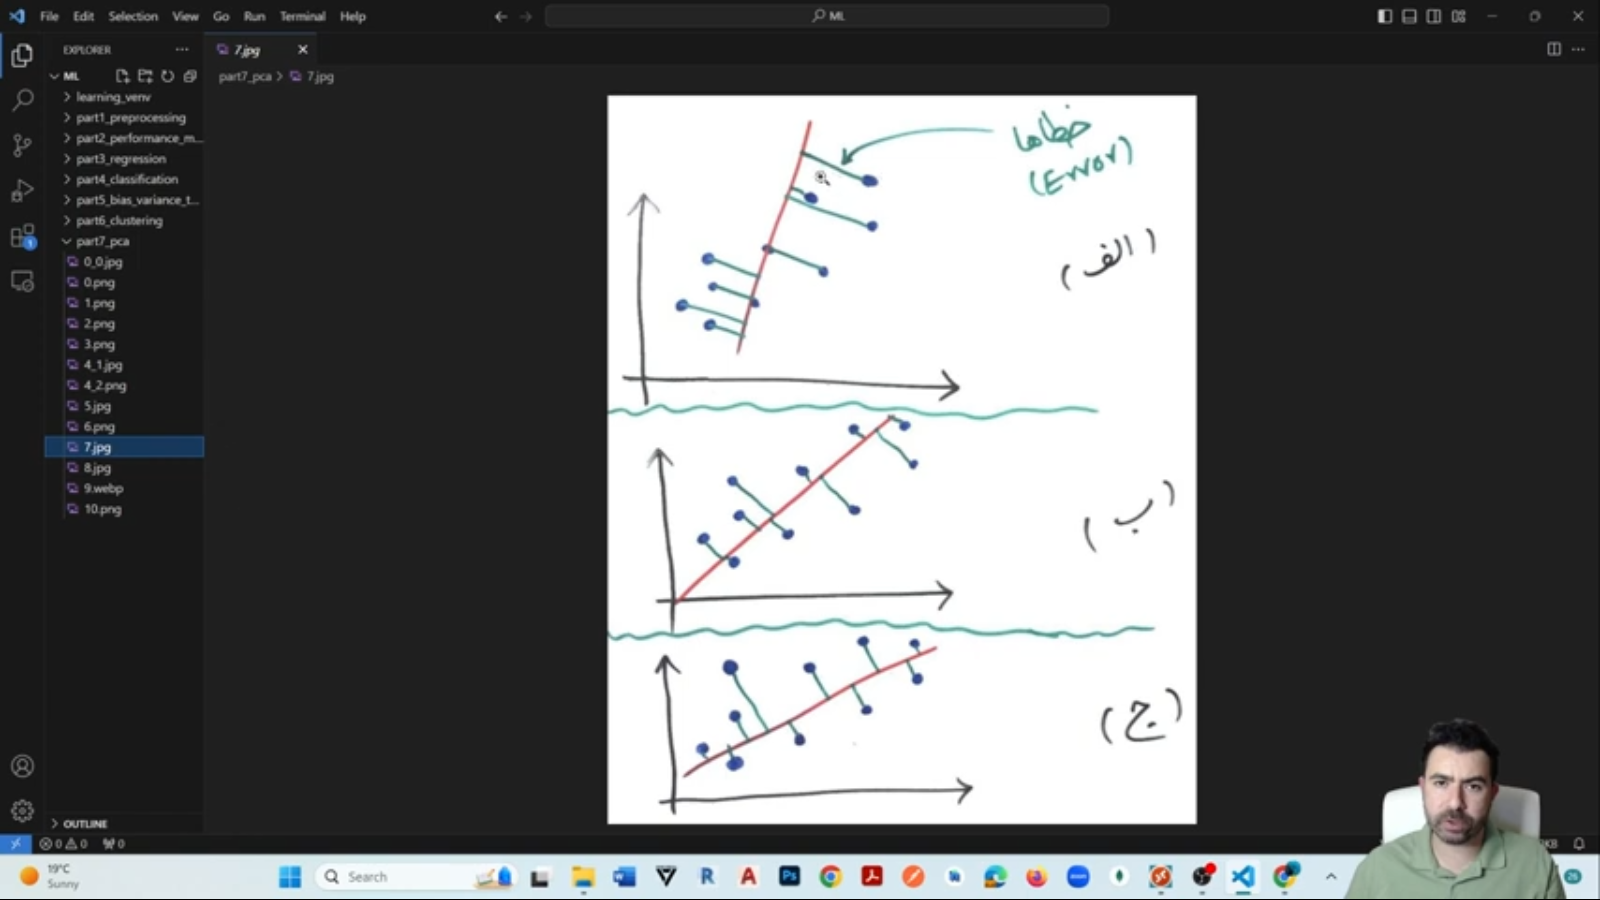 File Edit Selection View Go Run Terminal Help
ML
EXPLORER
7.jpg
ML
part7_pca > 7.jpg
learning_venv
part1_preprocessing
part2_performance_m...
part3_regression
part4_classification
part5_bias_variance_t...
part6_clustering
part7_pca
0_0.jpg
0.png
1.png
2.png
3.png
4_1.jpg
4_2.png
5.jpg
6.png
7.jpg
8.jpg
9.webp
10.png
OUTLINE
خطاها
(Error)
الف)
ب)
ج)
0 0 0
19°C
Sunny
Search